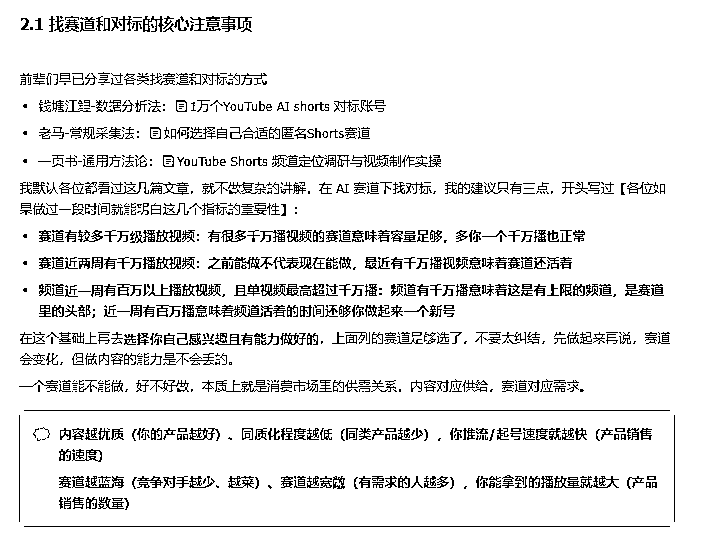 2.1 找赛道和对标的核心注意事项
前辈们早已分享过各类找赛道和对标的方式
• 钱塘江鲤-数据分析法：1万个YouTube AI shorts 对标账号
• 老马-常规采集法：如何选择自己合适的匿名Shorts赛道
• 一页书-通用方法论：YouTube Shorts 频道定位调研与视频制作实操
我默认各位都看过这几篇文章，就不做复杂的讲解。在 AI 赛道下找对标，我的建议只有三点，开头写过【各位如
果做过一段时间就能明白这几个指标的重要性】：
• 赛道有较多千万级播放视频：有很多千万播视频的赛道意味着容量足够，多你一个千万播也正常
• 赛道近两周有千万播放视频：之前能做不代表现在能做，最近有千万播视频意味着赛道还活着
• 频道近一周有百万以上播放视频，且单视频最高超过千万播：频道有千万播意味着这是有上限的频道，是赛道
里的头部；近一周有百万播意味着频道活着的时间还够你做起来一个新号
在这个基础上再去选择你自己感兴趣且有能力做好的，上面列的赛道足够选了，不要太纠结，先做起来再说，赛道
会变化，但做内容的能力是不会丢的。
一个赛道能不能做，好不好做，本质上就是消费市场里的供需关系，内容对应供给，赛道对应需求。
内容越优质（你的产品越好）、同质化程度越低（同类产品越少），你推流/起号速度就越快（产品销售
的速度）
赛道越蓝海（竞争对手越少、越菜）、赛道越宽敞（有需求的人越多），你能拿到的播放量就越大（产品
销售的数量）